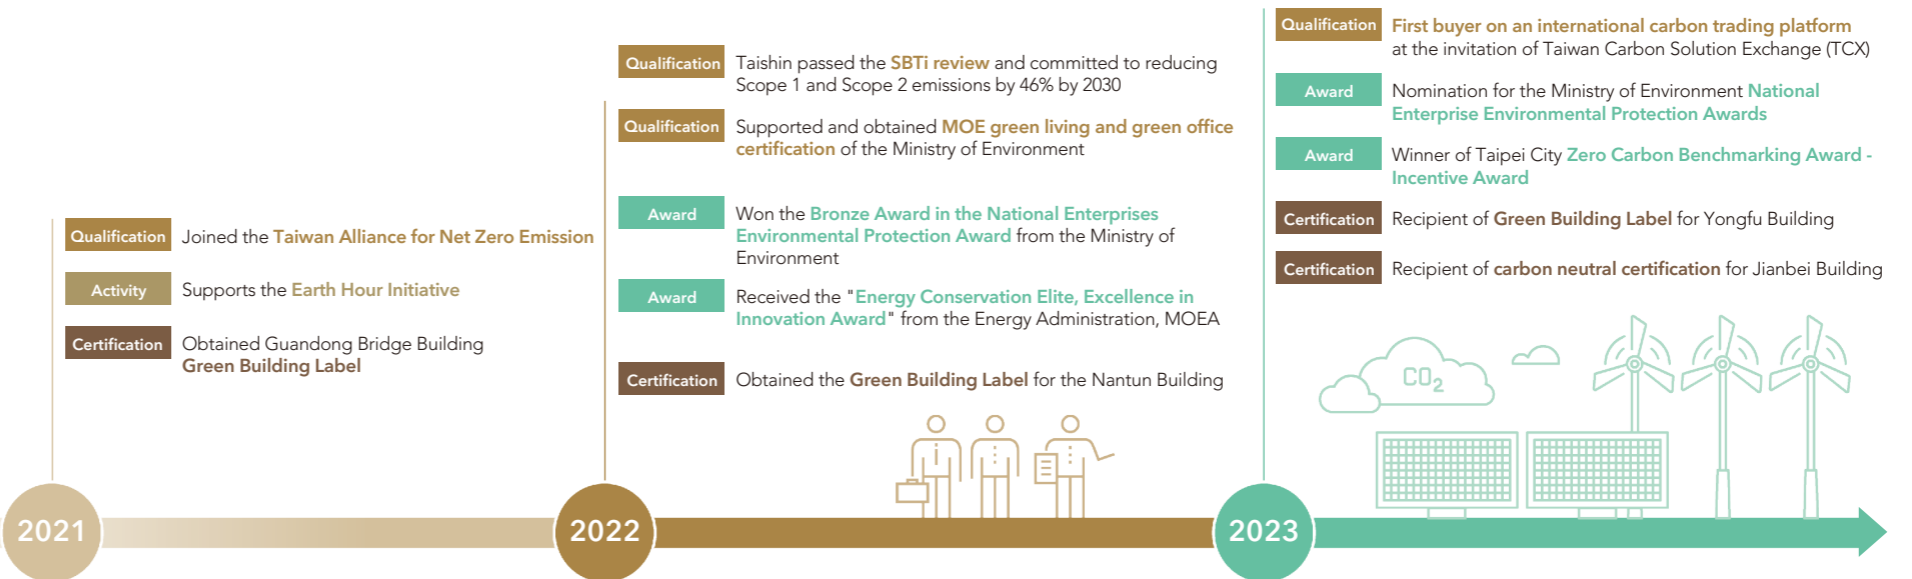 Qualification
Joined the Taiwan Alliance for Net Zero Emission
Activity
Supports the Earth Hour Initiative
Certification
Obtained Guandong Bridge Building
Green Building Label
2021
Qualification
Taishin passed the SBTi review and committed to reducing
Scope 1 and Scope 2 emissions by 46% by 2030
Qualification
Supported and obtained MOE green living and green office
certification of the Ministry of Environment
Award
Won the Bronze Award in the National Enterprises
Environmental Protection Award from the Ministry of
Environment
Award
Received the "Energy Conservation Elite, Excellence in
Innovation Award" from the Energy Administration, MOEA
Certification
Obtained the Green Building Label for the Nantun Building
2022
Qualification
First buyer on an international carbon trading platform
at the invitation of Taiwan Carbon Solution Exchange (TCX)
Award
Nomination for the Ministry of Environment National
Enterprise Environmental Protection Awards
Award
Winner of Taipei City Zero Carbon Benchmarking Award -
Incentive Award
Certification
Recipient of Green Building Label for Yongfu Building
Certification
Recipient of carbon neutral certification for Jianbei Building
CO2
2023